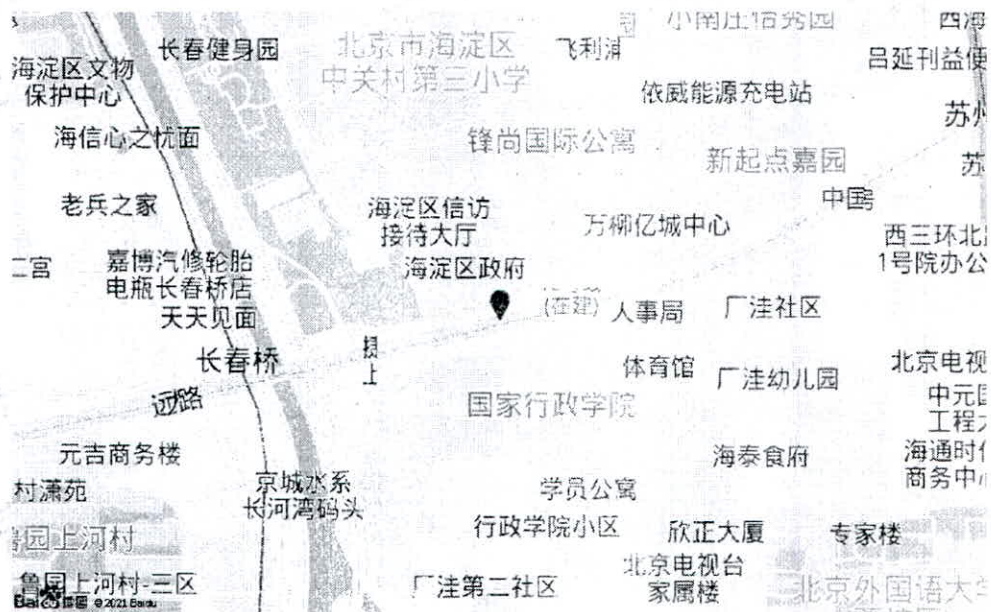 小南庄怡秀园
西海
长春健身园
北京市海淀区
中关村第三小学
飞利浦
吕延刊益便
海淀区文物
保护中心
依威能源充电站
苏州
海信心之忧面
锋尚国际公寓
新起点嘉园
苏
老兵之家
海淀区信访
接待大厅
中国
万柳亿城中心
西三环北
1号院办公
二宫
嘉博汽修轮胎
电瓶长春桥店
海淀区政府
天天见面
(在建)
人事局
厂洼社区
长春桥
体育馆
厂洼幼儿园
北京电视
远路
国家行政学院
中元国
工程
元吉商务楼
海泰食府
海通时代
商务中心
村潇苑
京城水系
长河湾码头
学员公寓
鲁园上河村
行政学院小区
欣正大厦
专家楼
鲁园上河村-三区
厂洼第二社区
北京电视台
家属楼
北京外国语大学
Bai 地图 © 2021 Baidu